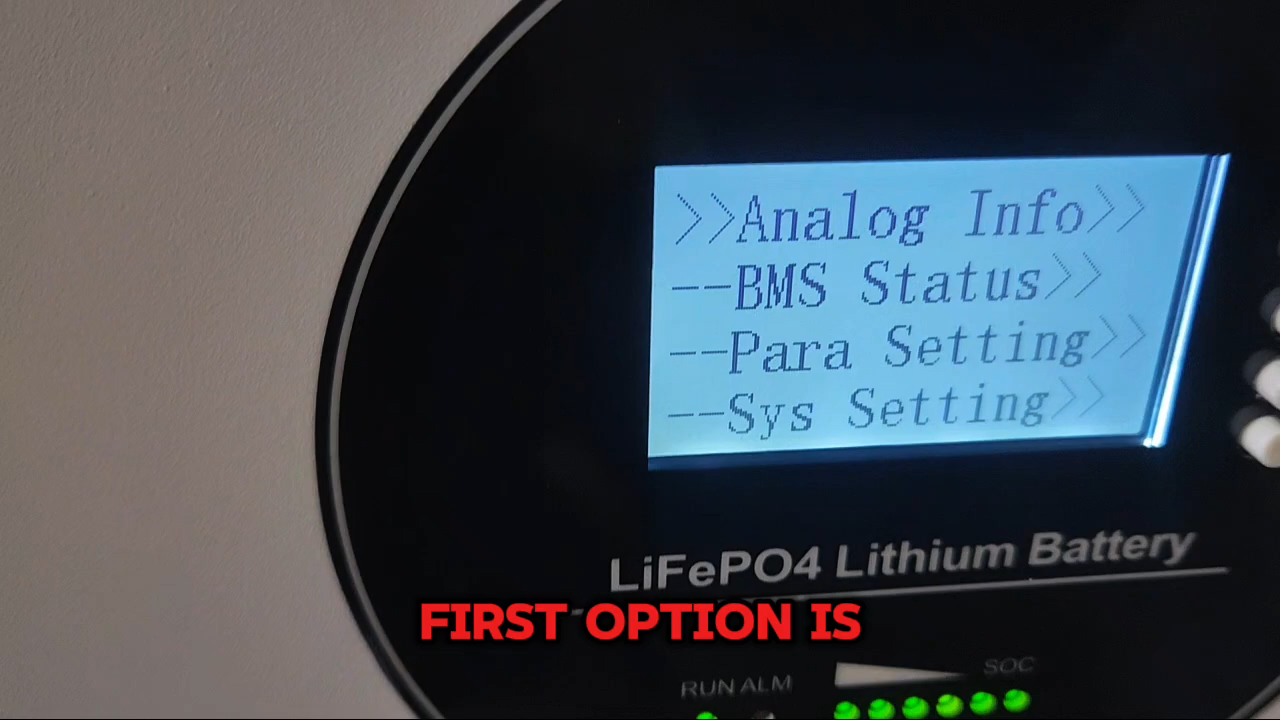 >>Analog Info>>
--BMS Status>>
--Para Setting>>
--Sys Setting>>
LiFePO4 Lithium Battery
FIRST OPTION IS
RUN ALM SOC